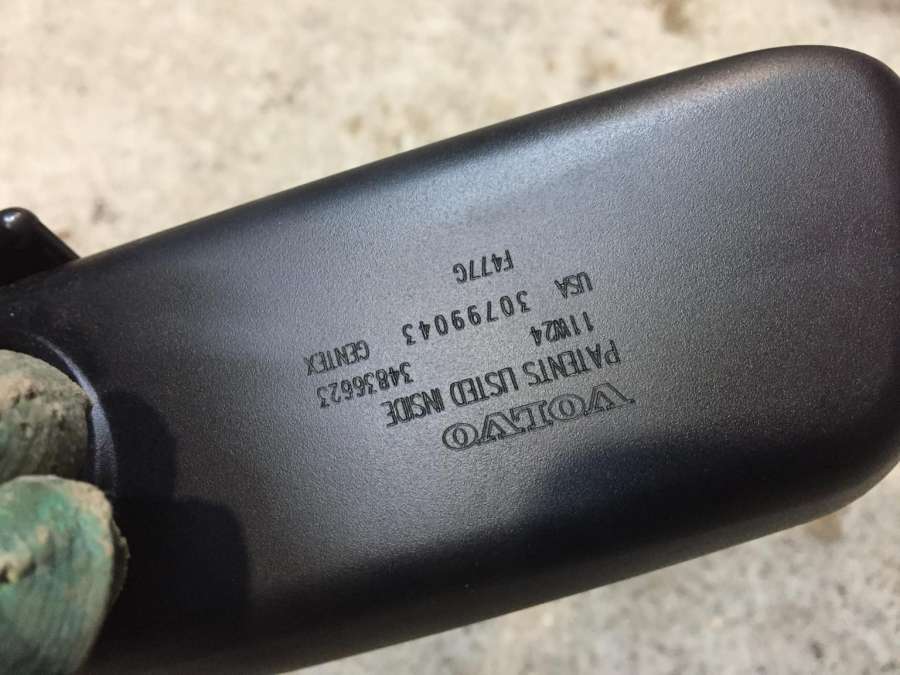 VOLVO
PATENTS LISTED INSIDE
11W24 34836623
USA 30799043 GENTEX
F477G